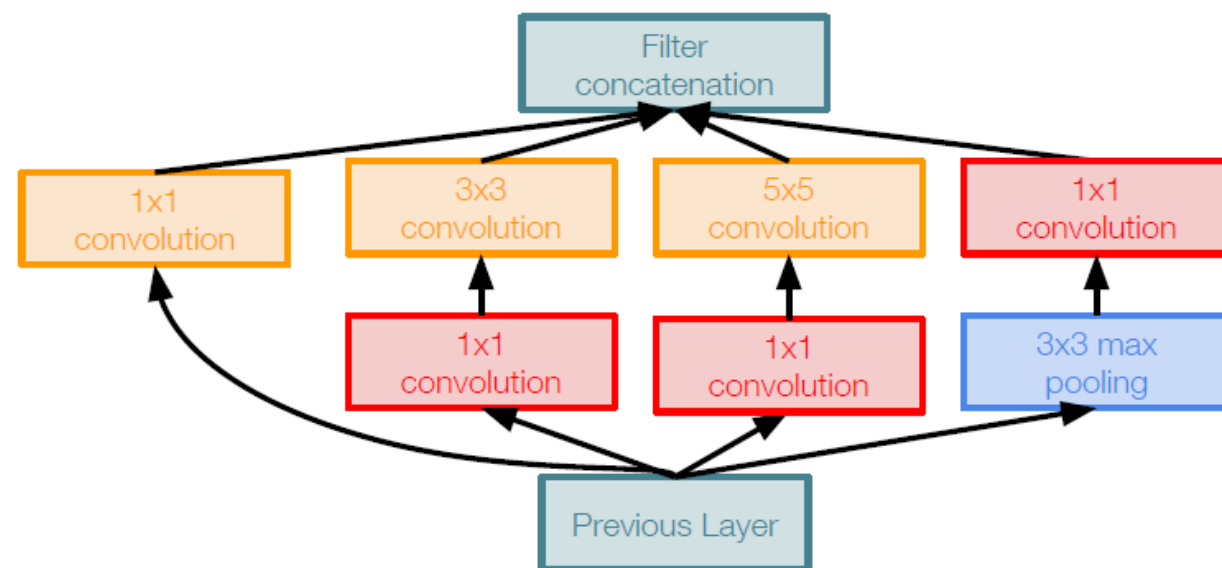 Filter
concatenation
1x1
convolution
3x3
convolution
5x5
convolution
1x1
convolution
1x1
convolution
1x1
convolution
3x3 max
pooling
Previous Layer